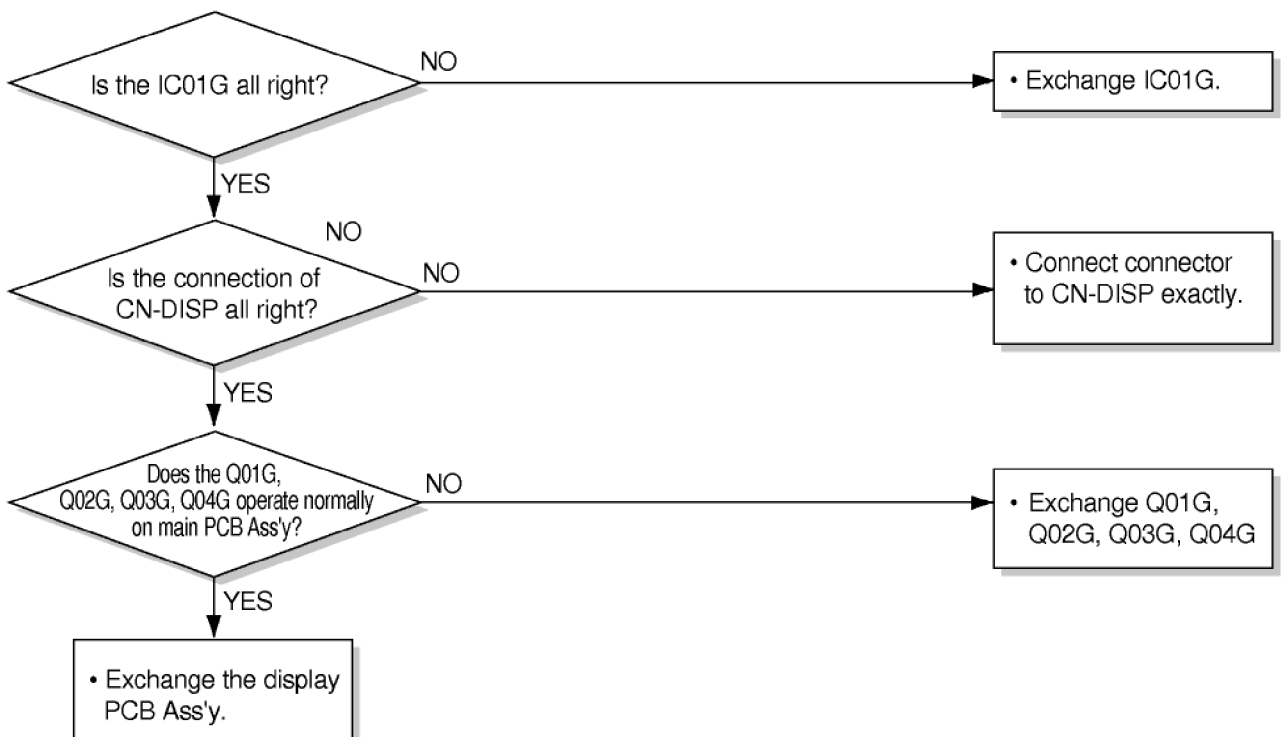 NO
Is the IC01G all right?
• Exchange IC01G.
YES
NO
Is the connection of
CN-DISP all right?
NO
• Connect connector
to CN-DISP exactly.
YES
Does the Q01G,
Q02G, Q03G, Q04G operate normally
on main PCB Ass'y?
NO
• Exchange Q01G,
Q02G, Q03G, Q04G
YES
• Exchange the display
PCB Ass'y.